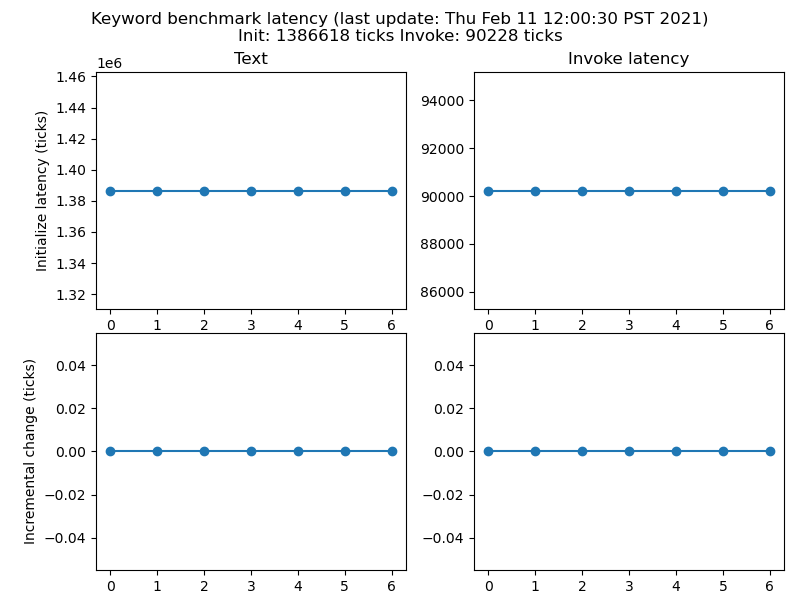 Keyword benchmark latency (last update: Thu Feb 11 12:00:30 PST 2021)
Init: 1386618 ticks Invoke: 90228 ticks
Text
1e6
Initialize latency (ticks)
1.46
1.44
1.42
1.40
1.38
1.36
1.34
1.32
0 1 2 3 4 5 6
Invoke latency
94000
92000
90000
88000
86000
0 1 2 3 4 5 6
Incremental change (ticks)
0.04
0.02
0.00
−0.02
−0.04
0 1 2 3 4 5 6
0.04
0.02
0.00
−0.02
−0.04
0 1 2 3 4 5 6